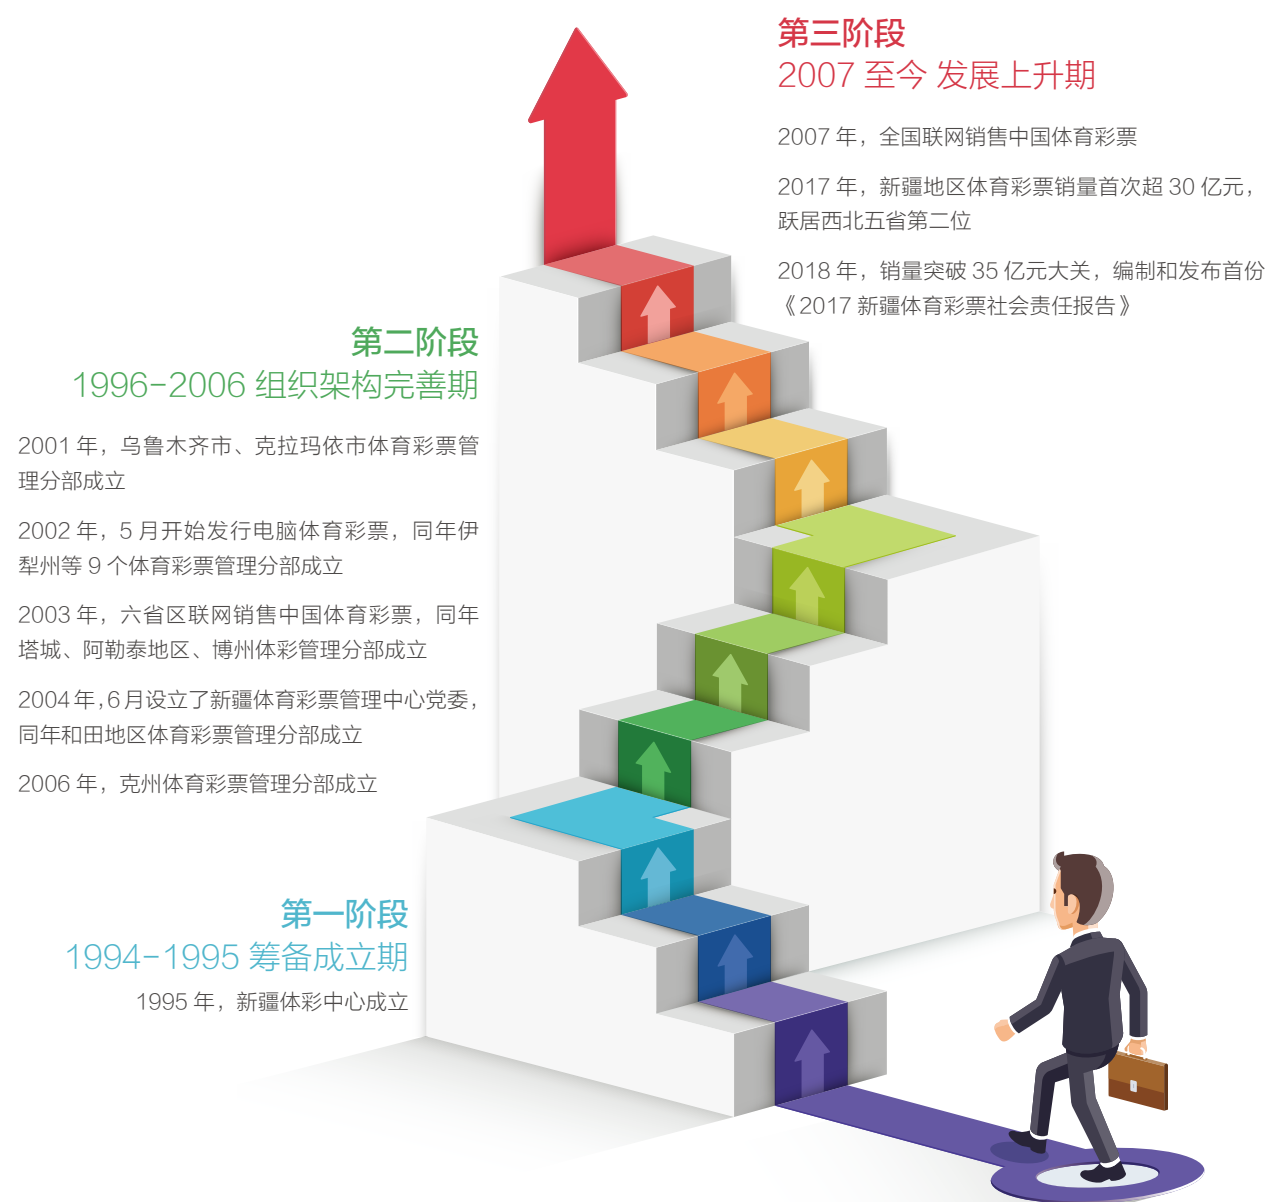 第三阶段
2007 至今 发展上升期
2007 年，全国联网销售中国体育彩票
2017 年，新疆地区体育彩票销量首次超 30 亿元，
跃居西北五省第二位
2018 年，销量突破 35 亿元大关，编制和发布首份
《2017 新疆体育彩票社会责任报告》
第二阶段
1996-2006 组织架构完善期
2001 年，乌鲁木齐市、克拉玛依市体育彩票管
理分部成立
2002 年，5 月开始发行电脑体育彩票，同年伊
犁州等 9 个体育彩票管理分部成立
2003 年，六省区联网销售中国体育彩票，同年
塔城、阿勒泰地区、博州体彩管理分部成立
2004 年，6 月设立了新疆体育彩票管理中心党委，
同年和田地区体育彩票管理分部成立
2006 年，克州体育彩票管理分部成立
第一阶段
1994-1995 筹备成立期
1995 年，新疆体彩中心成立